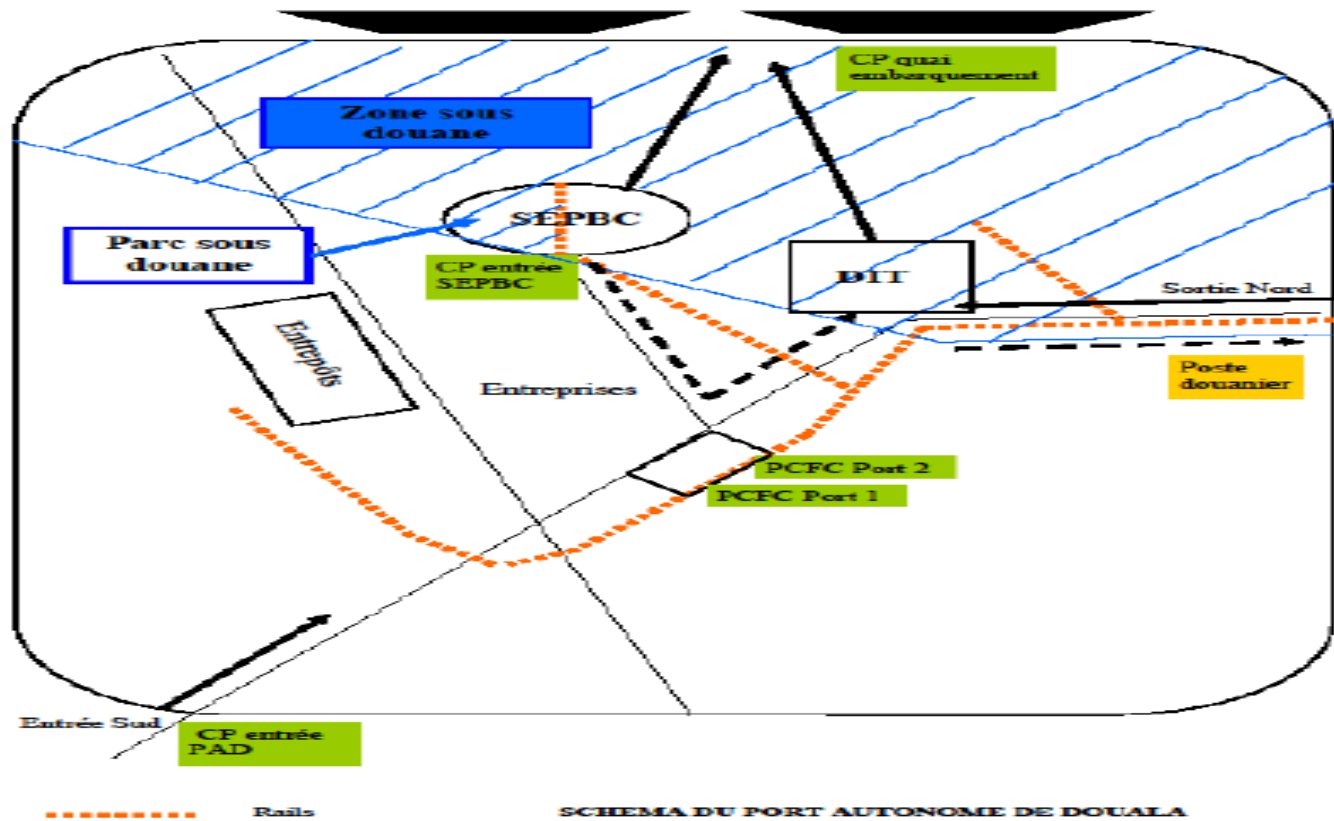 CP quai
embarquement
Zone sous
douane
SEPBC
Parc sous
douane
CP entrée
SEPBC
DIT
Sortie Nord
Entrepôts
Entreprises
Poste
douanier
PCFC Port 2
PCFC Port 1
Entrée Sud
CP entrée
PAD
Rails
SCHEMA DU PORT AUTONOME DE DOUALA